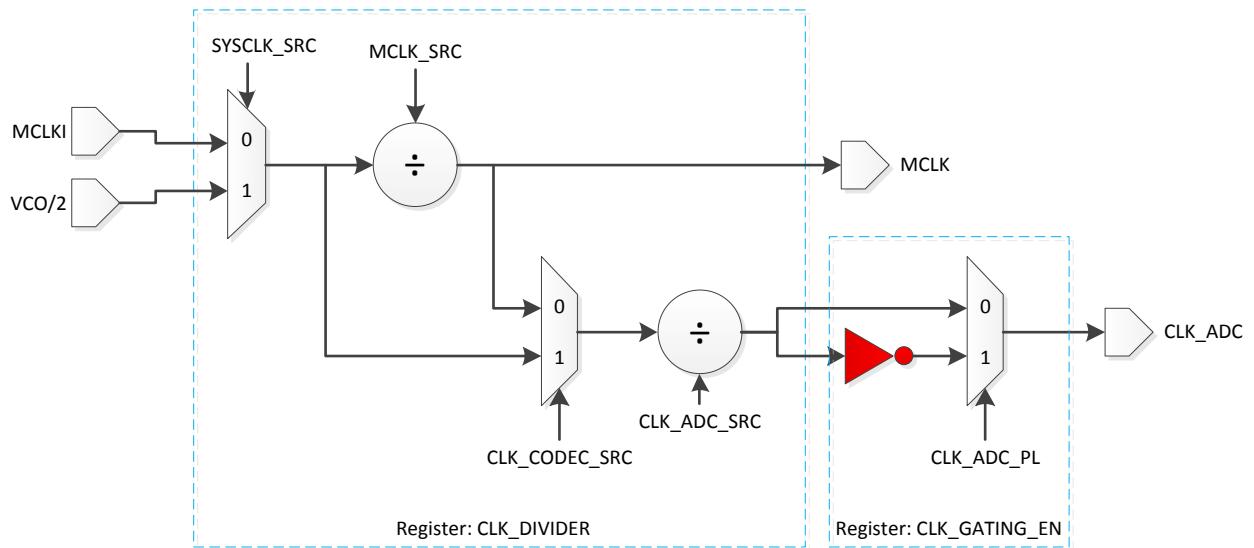 SYSCLK_SRC
MCLK_SRC
MCLKI
0
÷
MCLK
VCO/2
1
0
÷
0
CLK_ADC
1
1
CLK_ADC_SRC
CLK_CODEC_SRC
CLK_ADC_PL
Register: CLK_DIVIDER
Register: CLK_GATING_EN